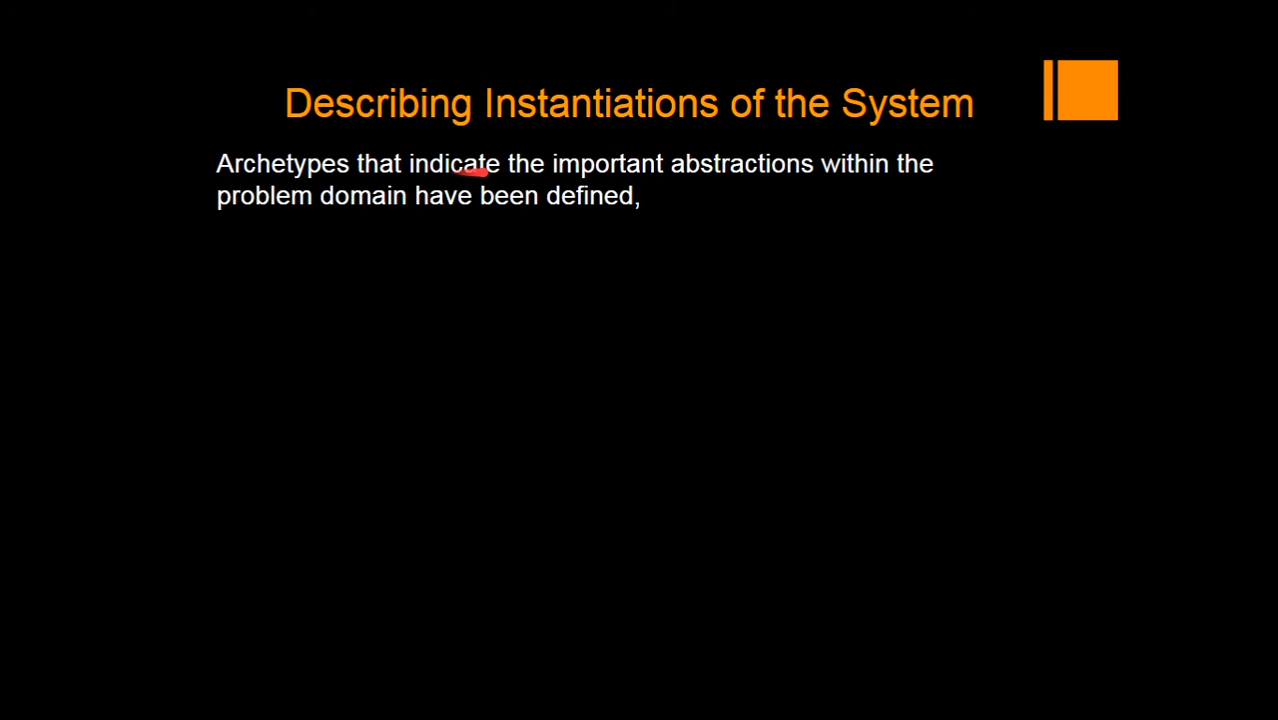 Describing Instantiations of the System
Archetypes that indicate the important abstractions within the
problem domain have been defined,